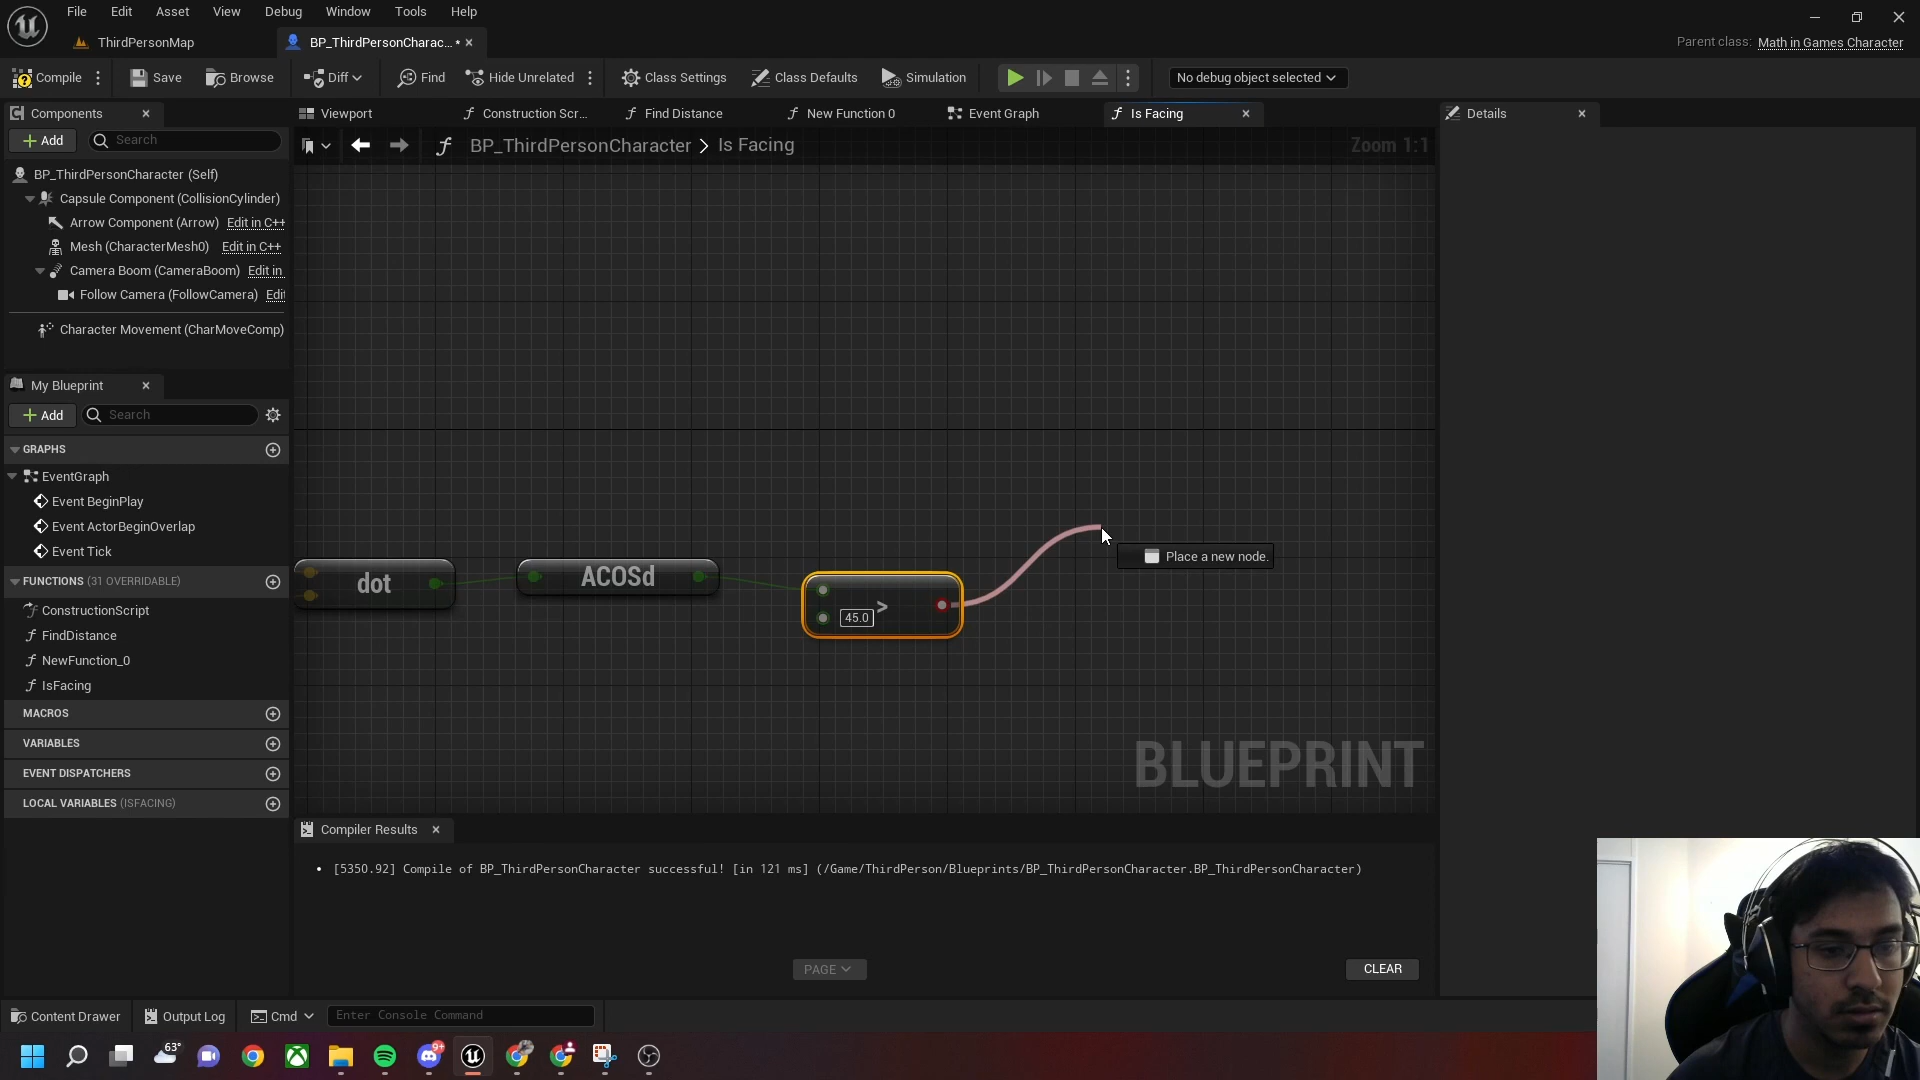 File Edit Asset View Debug Window Tools Help
ThirdPersonMap
BP_ThirdPersonCharac... *
Parent class: Math in Games Character
Compile
Save
Browse
Diff
Find
Hide Unrelated
Class Settings
Class Defaults
Simulation
No debug object selected
Components
Viewport
Construction Scr...
Find Distance
New Function 0
Event Graph
Is Facing
Details
Add
Search
BP_ThirdPersonCharacter > Is Facing
Zoom 1:1
BP_ThirdPersonCharacter (Self)
Capsule Component (CollisionCylinder)
Arrow Component (Arrow) Edit in C++
Mesh (CharacterMesh0) Edit in C++
Camera Boom (CameraBoom) Edit in
Follow Camera (FollowCamera) Edit
Character Movement (CharMoveComp)
My Blueprint
Add
Search
GRAPHS
EventGraph
Event BeginPlay
Event ActorBeginOverlap
Event Tick
FUNCTIONS (31 OVERRIDABLE)
ConstructionScript
FindDistance
NewFunction_0
IsFacing
MACROS
VARIABLES
EVENT DISPATCHERS
LOCAL VARIABLES (ISFACING)
dot
ACOSd
>
45.0
Place a new node.
BLUEPRINT
Compiler Results
[5350.92] Compile of BP_ThirdPersonCharacter successful! [in 121 ms] (/Game/ThirdPerson/Blueprints/BP_ThirdPersonCharacter.BP_ThirdPersonCharacter)
PAGE
CLEAR
Content Drawer
Output Log
Cmd
Enter Console Command
63°
9+